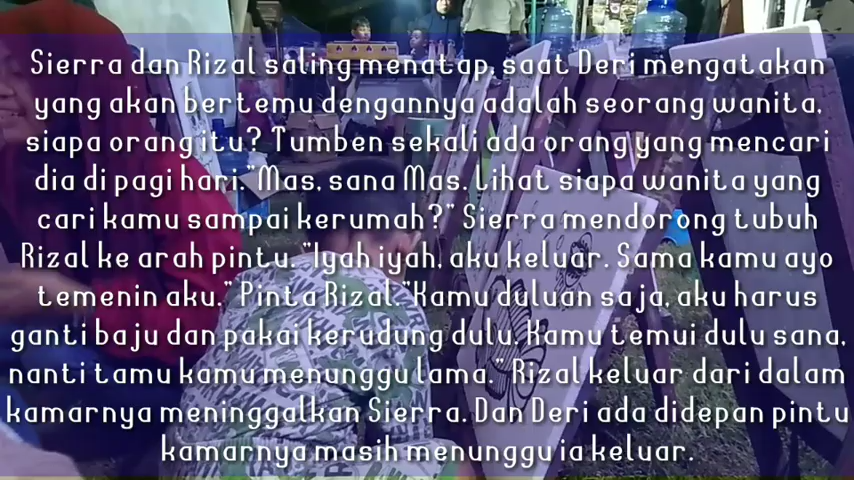 Sierra dan Rizal saling menatap, saat Deri mengatakan
yang akan bertemu dengannya adalah seorang wanita,
siapa orang itu? Tumben sekali ada orang yang mencari
dia di pagi hari."Mas, sana Mas. Lihat siapa wanita yang
cari kamu sampai kerumah?" Sierra mendorong tubuh
Rizal ke arah pintu. "Iyah iyah, aku keluar. Sama kamu ayo
temenin aku." Pinta Rizal."Kamu duluan saja, aku harus
ganti baju dan pakai kerudung dulu. Kamu temui dulu sana,
nanti tamu kamu menunggu lama." Rizal keluar dari dalam
kamarnya meninggalkan Sierra. Dan Deri ada didepan pintu
kamarnya masih menunggu ia keluar.